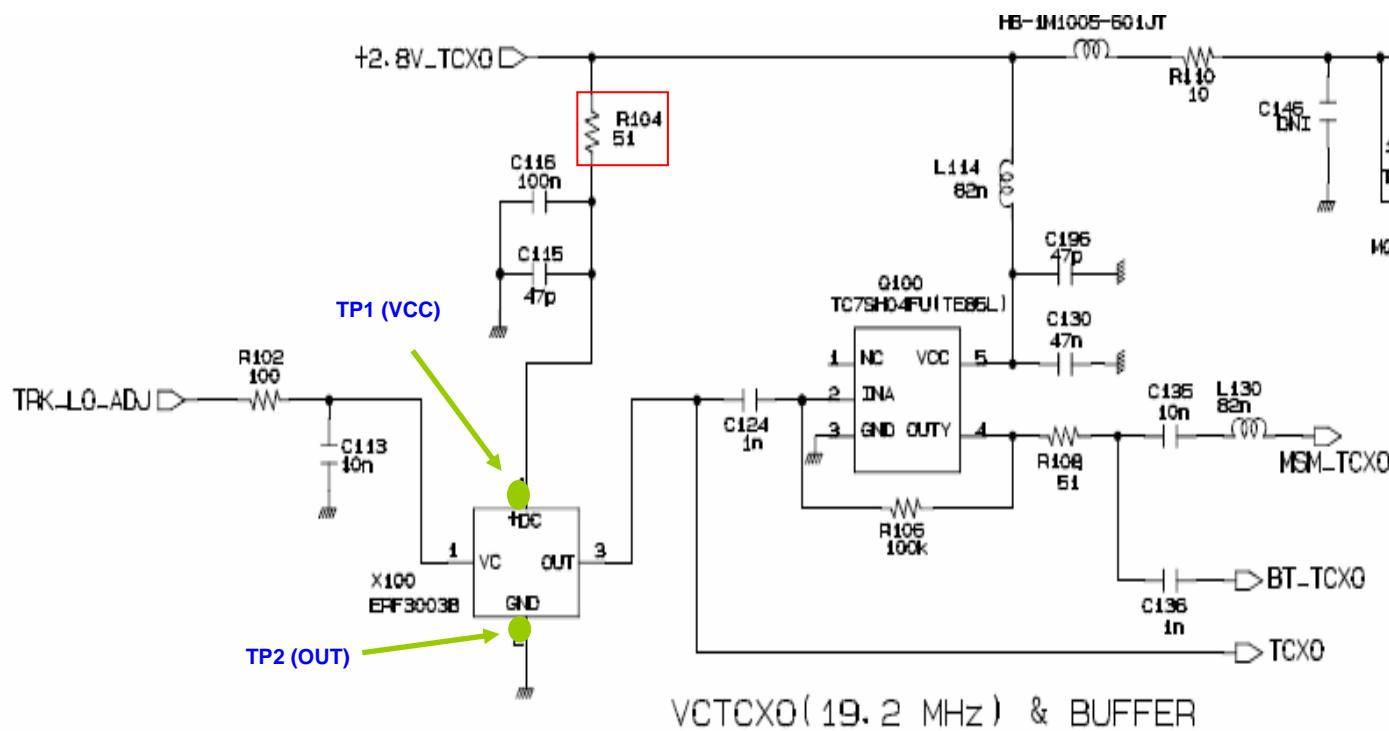 HB-1M1005-601JT
+2.8V_TCXO
R110
10
R104
51
C145
DNI
C116
100n
L114
82n
C115
47p
C196
47p
TP1 (VCC)
Q100
TC7SH04FU(TE85L)
C130
47n
R102
100
1 NC VCC 5
TRK_LO_ADJ
2 INA
C124
1n
3 GND OUTY 4
C135
10n
L130
82n
C113
10n
R108
51
MSM_TCXO
+DC
R106
100k
1 VC OUT 3
X100
ERF3003B
GND
BT_TCXO
C136
1n
TP2 (OUT)
TCXO
VCTCXO(19.2 MHz) & BUFFER